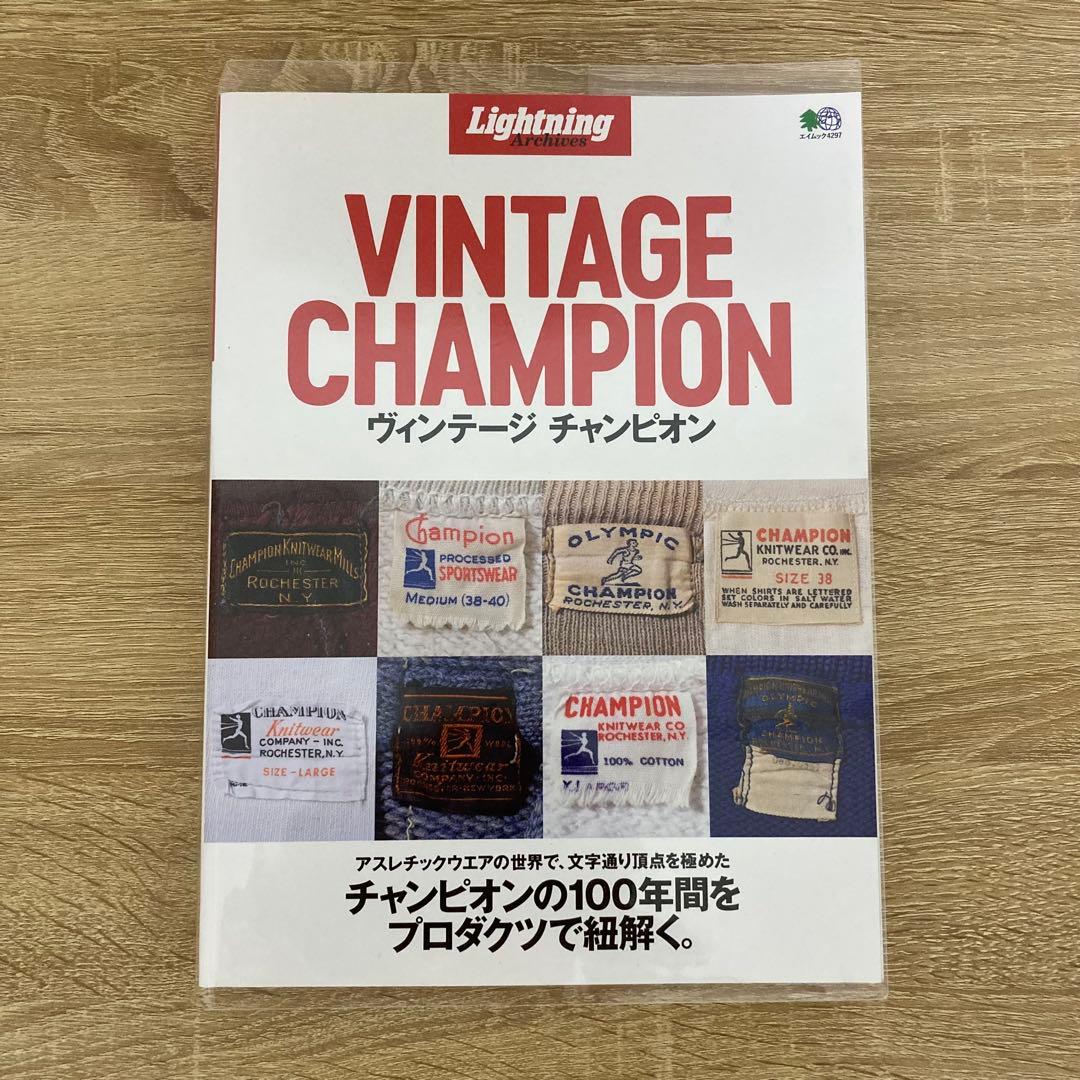 Lightning
Archives
エイムック 4297
VINTAGE
CHAMPION
ヴィンテージ チャンピオン
CHAMPION KNITWEAR MILLS
INC
ROCHESTER
N.Y.
Champion
PROCESSED
SPORTSWEAR
MEDIUM (38-40)
OLYMPIC
CHAMPION
ROCHESTER, N.Y.
CHAMPION
KNITWEAR CO. INC.
ROCHESTER, N.Y.
SIZE 38
WHEN SHIRTS ARE LETTERED
SET COLORS IN SALT WATER
WASH SEPARATELY AND CAREFULLY
CHAMPION
Knitwear
COMPANY - INC.
ROCHESTER, N.Y.
SIZE - LARGE
CHAMPION
100% WOOL
Knitwear
COMPANY · INC.
ROCHESTER · NEW YORK
CHAMPION
KNITWEAR CO
ROCHESTER, N.Y.
100% COTTON
OLYMPIC
CHAMPION
アスレチックウエアの世界で、文字通り頂点を極めた
チャンピオンの100年間を
プロダクツで紐解く。